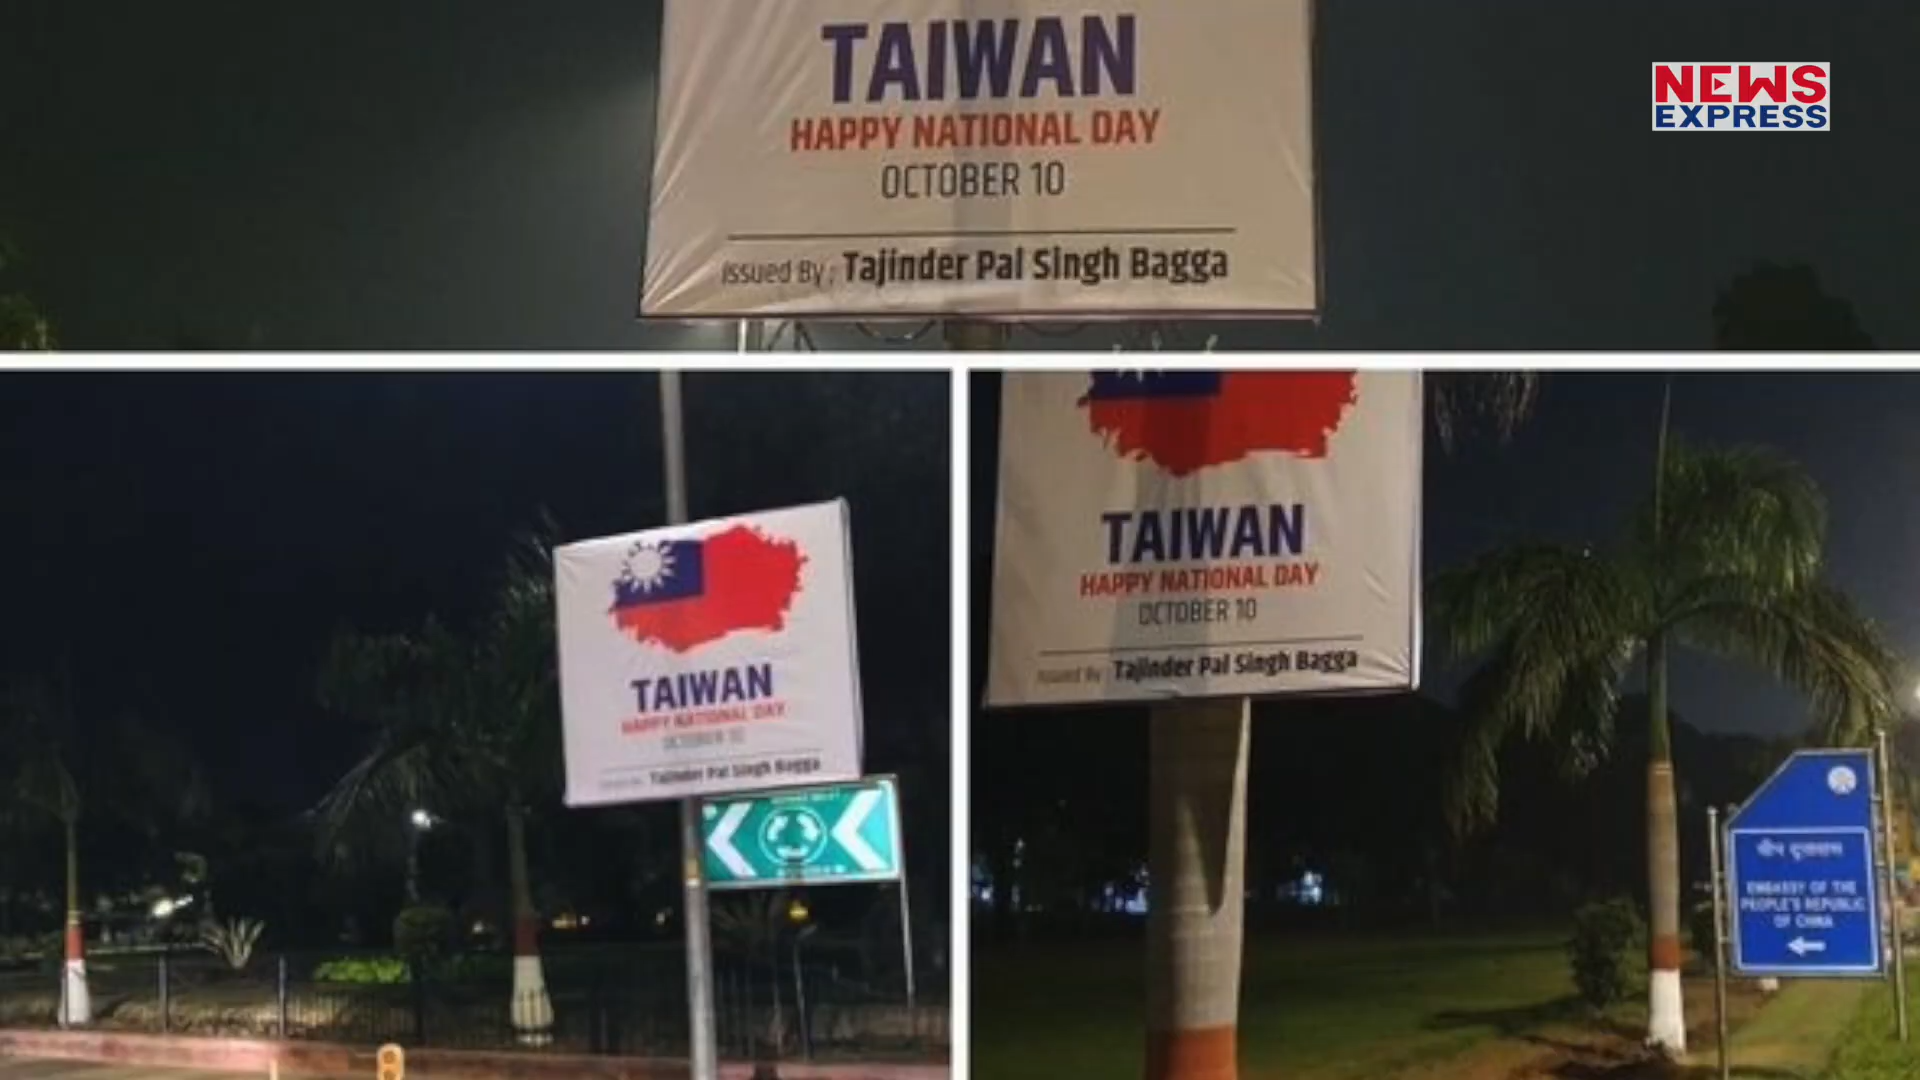 TAIWAN
HAPPY NATIONAL DAY
OCTOBER 10
Issued By : Tajinder Pal Singh Bagga
NEWS
EXPRESS
TAIWAN
HAPPY NATIONAL DAY
OCTOBER 10
Tajinder Pal Singh Bagga
TAIWAN
HAPPY NATIONAL DAY
OCTOBER 10
Issued By : Tajinder Pal Singh Bagga
चीन दूतावास
EMBASSY OF THE
PEOPLE'S REPUBLIC
OF CHINA